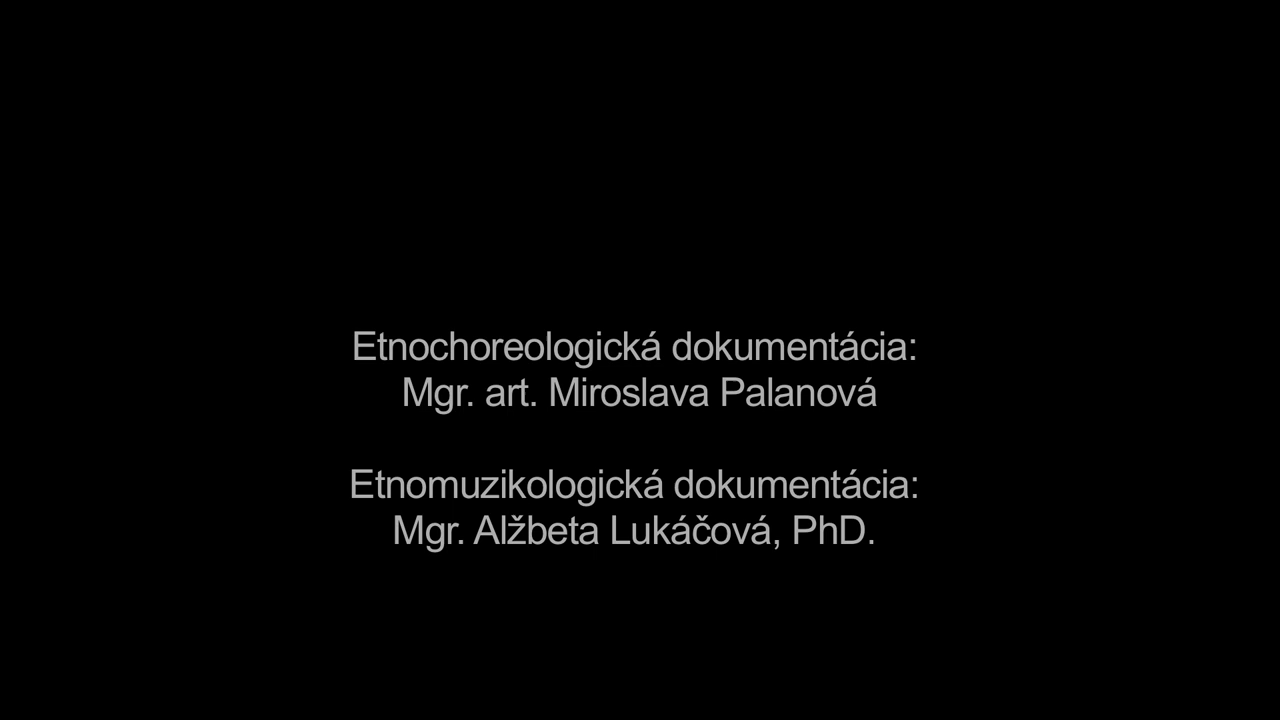 Etnochoreologická dokumentácia:
Mgr. art. Miroslava Palanová
Etnomuzikologická dokumentácia:
Mgr. Alžbeta Lukáčová, PhD.